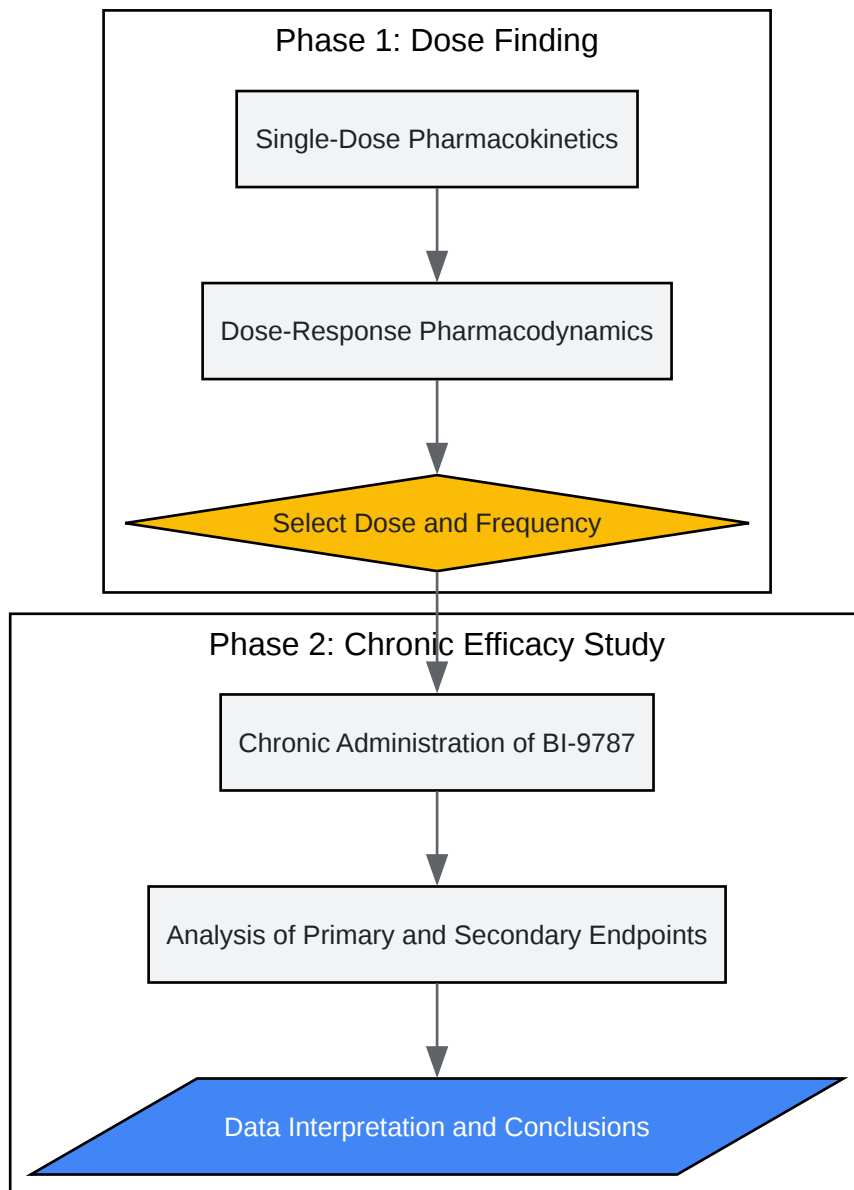 Phase 1: Dose Finding
Single-Dose Pharmacokinetics
Dose-Response Pharmacodynamics
Select Dose and Frequency
Phase 2: Chronic Efficacy Study
Chronic Administration of BI-9787
Analysis of Primary and Secondary Endpoints
Data Interpretation and Conclusions